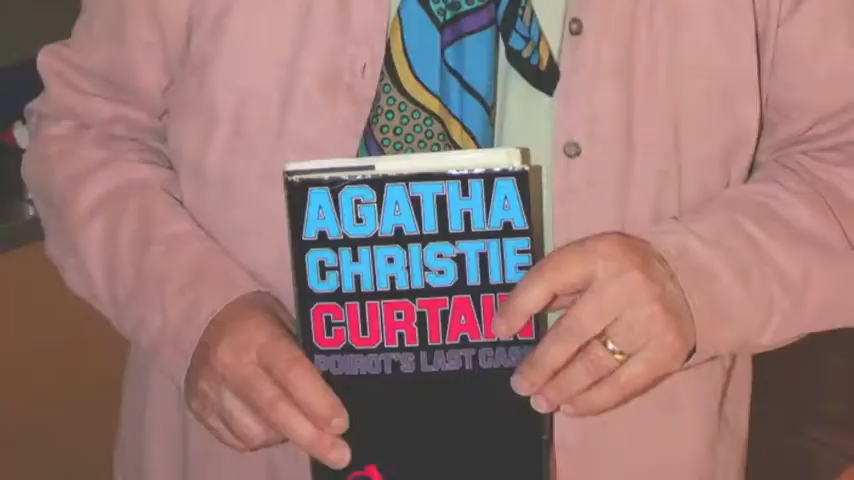 AGATHA
CHRISTIE
CURTAIN
POIROT'S LAST CASE